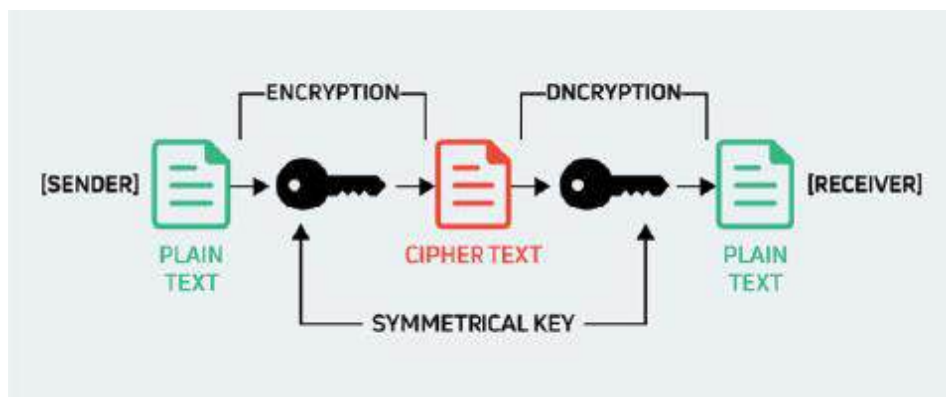 ENCRYPTION
DNCRYPTION
[SENDER]
[RECEIVER]
PLAIN
TEXT
CIPHER TEXT
PLAIN
TEXT
SYMMETRICAL KEY